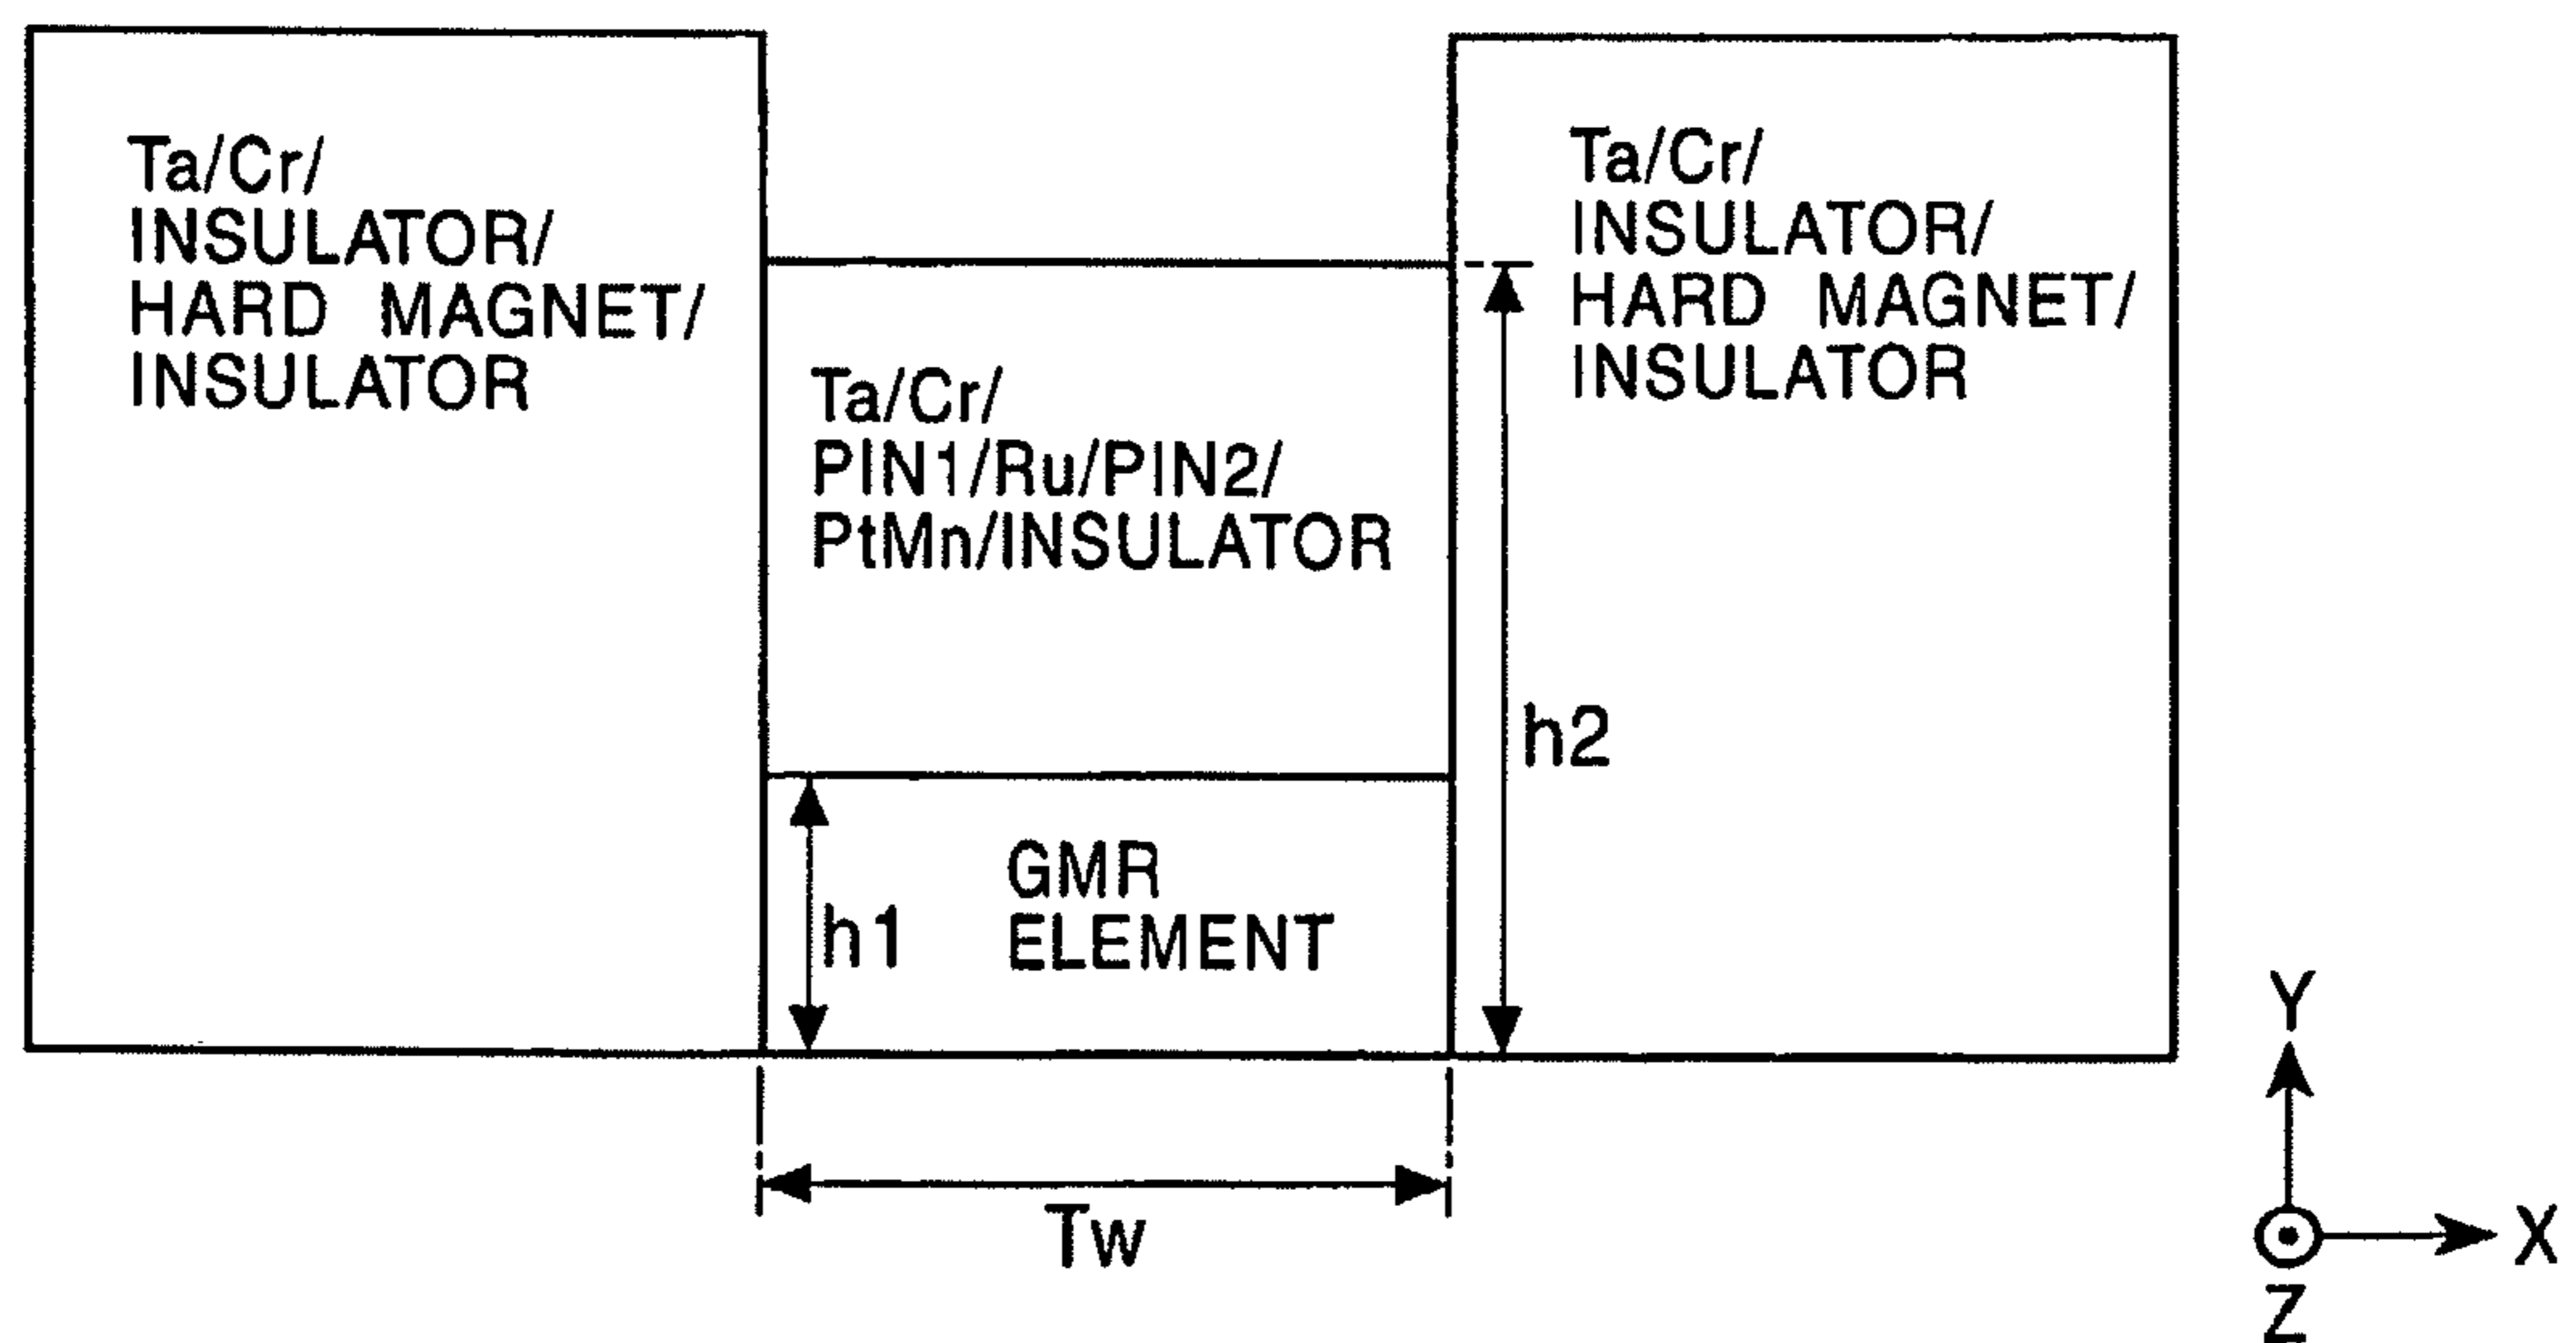 Ta/Cr/
INSULATOR/
HARD MAGNET/
INSULATOR
Ta/Cr/
PIN1/Ru/PIN2/
PtMn/INSULATOR
Ta/Cr/
INSULATOR/
HARD MAGNET/
INSULATOR
h2
h1
GMR
ELEMENT
Tw
Y
X
Z